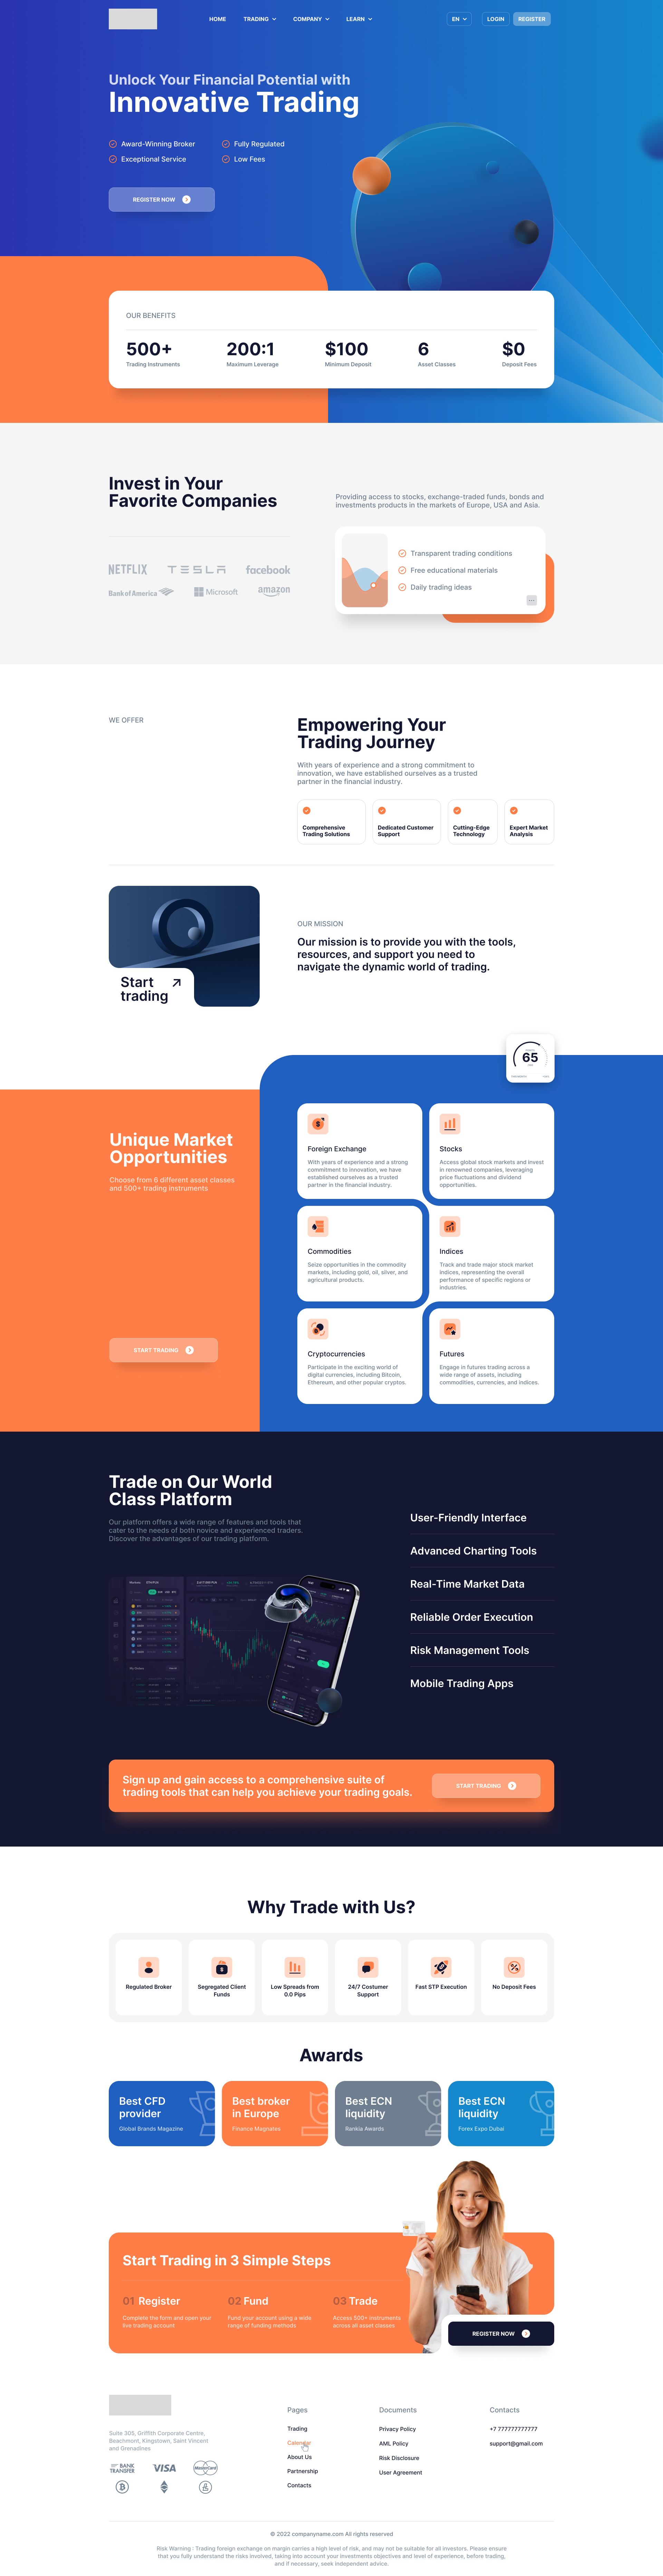 HOME
TRADING
COMPANY
LEARN
EN
LOGIN
REGISTER
Unlock Your Financial Potential with
Innovative Trading
Award-Winning Broker
Fully Regulated
Exceptional Service
Low Fees
REGISTER NOW
OUR BENEFITS
500+
200:1
$100
6
$0
Trading Instruments
Maximum Leverage
Minimum Deposit
Asset Classes
Deposit Fees
Invest in Your
Favorite Companies
Providing access to stocks, exchange-traded funds, bonds and
investments products in the markets of Europe, USA and Asia.
NETFLIX
TESLA
facebook
Bank of America
Microsoft
amazon
Transparent trading conditions
Free educational materials
Daily trading ideas
WE OFFER
Empowering Your
Trading Journey
With years of experience and a strong commitment to
innovation, we have established ourselves as a trusted
partner in the financial industry.
Comprehensive
Trading Solutions
Dedicated Customer
Support
Cutting-Edge
Technology
Expert Market
Analysis
Start
trading
OUR MISSION
Our mission is to provide you with the tools,
resources, and support you need to
navigate the dynamic world of trading.
65
Unique Market
Opportunities
Choose from 6 different asset classes
and 500+ trading instruments
START TRADING
Foreign Exchange
With years of experience and a strong
commitment to innovation, we have
established ourselves as a trusted
partner in the financial industry.
Stocks
Access global stock markets and invest
in renowned companies, leveraging
price fluctuations and dividend
opportunities.
Commodities
Seize opportunities in the commodity
markets, including gold, oil, silver, and
agricultural products.
Indices
Track and trade major stock market
indices, representing the overall
performance of specific regions or
industries.
Cryptocurrencies
Participate in the exciting world of
digital currencies, including Bitcoin,
Ethereum, and other popular cryptos.
Futures
Engage in futures trading across a
wide range of assets, including
commodities, currencies, and indices.
Trade on Our World
Class Platform
Our platform offers a wide range of features and tools that
cater to the needs of both novice and experienced traders.
Discover the advantages of our trading platform.
User-Friendly Interface
Advanced Charting Tools
Real-Time Market Data
Reliable Order Execution
Risk Management Tools
Mobile Trading Apps
Sign up and gain access to a comprehensive suite of
trading tools that can help you achieve your trading goals.
START TRADING
Why Trade with Us?
Regulated Broker
Segregated Client
Funds
Low Spreads from
0.0 Pips
24/7 Costumer
Support
Fast STP Execution
No Deposit Fees
Awards
Best CFD
provider
Global Brands Magazine
Best broker
in Europe
Finance Magnates
Best ECN
liquidity
Rankia Awards
Best ECN
liquidity
Forex Expo Dubai
Start Trading in 3 Simple Steps
01 Register
Complete the form and open your
live trading account
02 Fund
Fund your account using a wide
range of funding methods
03 Trade
Access 500+ instruments
across all asset classes
REGISTER NOW
Suite 305, Griffith Corporate Centre,
Beachmont, Kingstown, Saint Vincent
and Grenadines
BANK
TRANSFER
VISA
MasterCard
Pages
Trading
Calendar
About Us
Partnership
Contacts
Documents
Privacy Policy
AML Policy
Risk Disclosure
User Agreement
Contacts
+7 777777777777
support@gmail.com
© 2022 companyname.com All rights reserved
Risk Warning : Trading foreign exchange on margin carries a high level of risk, and may not be suitable for all investors. Please ensure
that you fully understand the risks involved, taking into account your investments objectives and level of experience, before trading,
and if necessary, seek independent advice.